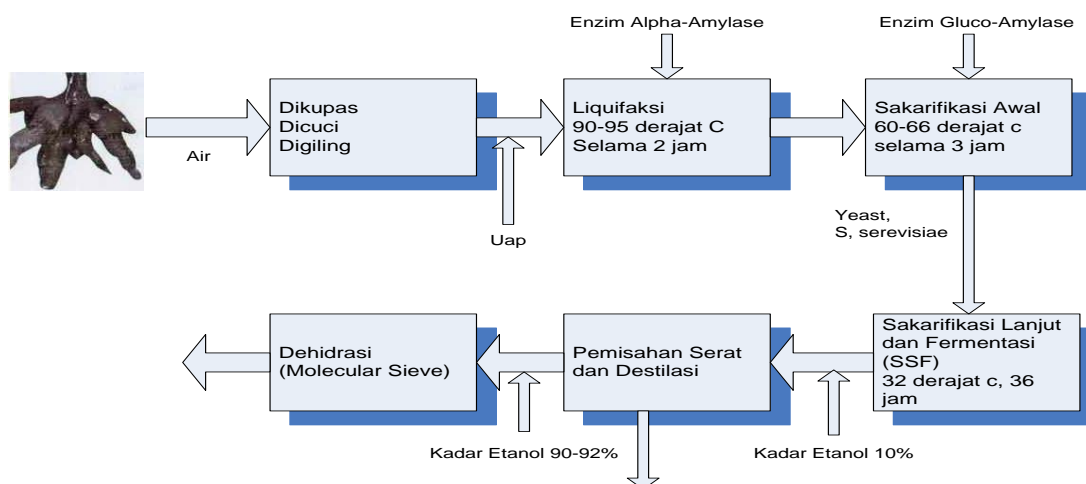 Enzim Alpha-Amylase
Enzim Gluco-Amylase
Air
Dikupas
Dicuci
Digiling
Uap
Liquifaksi
90-95 derajat C
Selama 2 jam
Sakarifikasi Awal
60-66 derajat c
selama 3 jam
Yeast,
S, serevisiae
Sakarifikasi Lanjut
dan Fermentasi
(SSF)
32 derajat c, 36
jam
Kadar Etanol 10%
Pemisahan Serat
dan Destilasi
Kadar Etanol 90-92%
Dehidrasi
(Molecular Sieve)